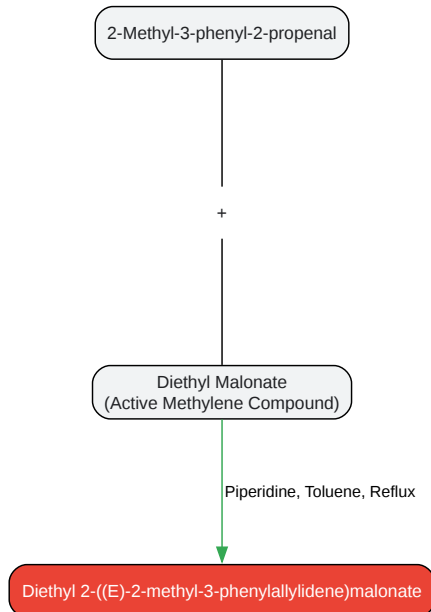 2-Methyl-3-phenyl-2-propenal
+
Diethyl Malonate
(Active Methylene Compound)
Piperidine, Toluene, Reflux
Diethyl 2-((E)-2-methyl-3-phenylallylidene)malonate